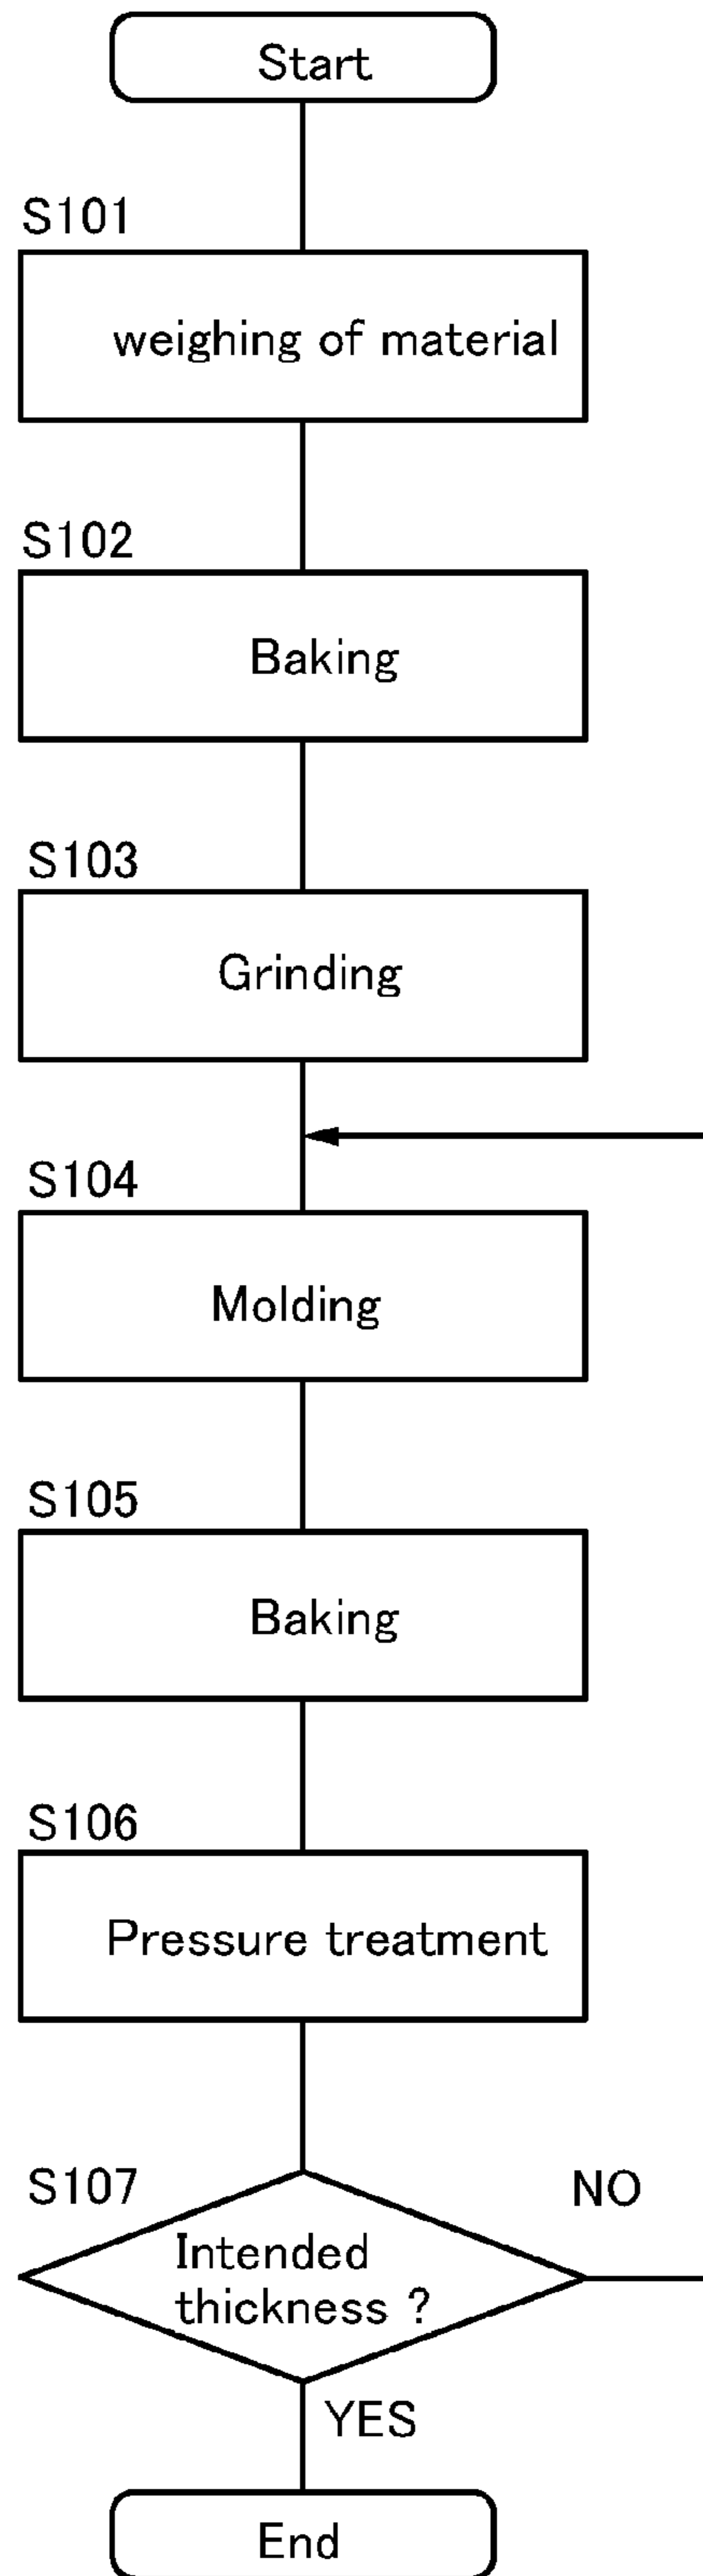 Start
S101
weighing of material
S102
Baking
S103
Grinding
S104
Molding
S105
Baking
S106
Pressure treatment
S107
NO
Intended
thickness ?
YES
End